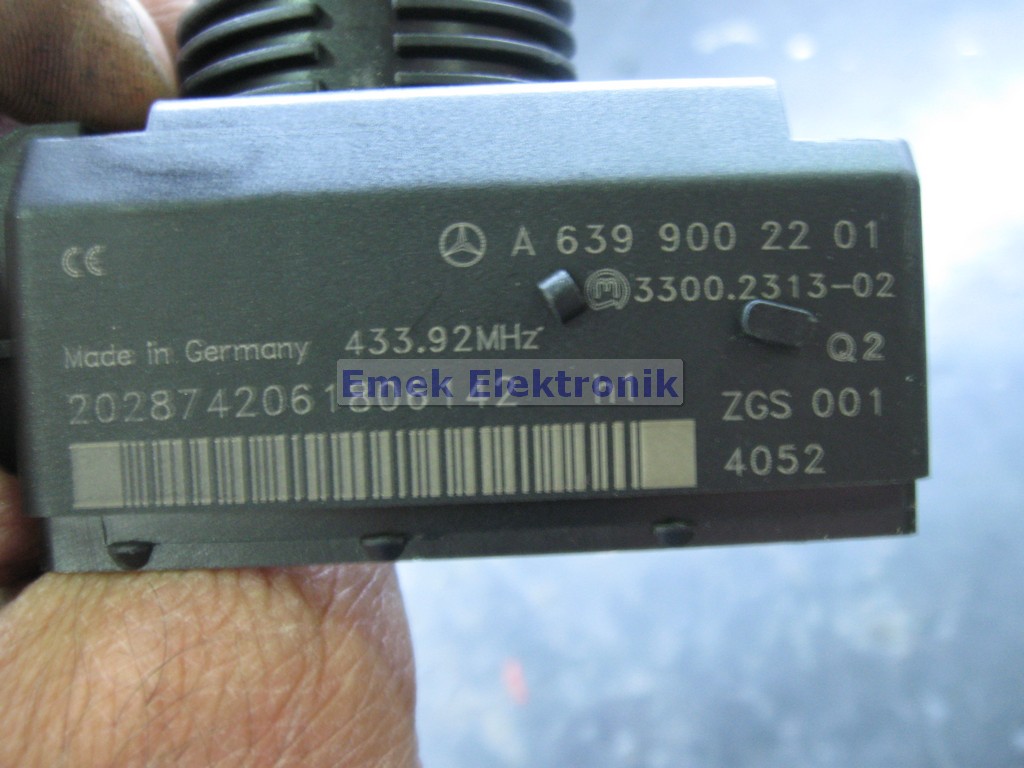 CE
A 639 900 22 01
3300.2313-02
Made in Germany 433.92MHz
Q2
Emek Elektronik
ZGS 001
4052